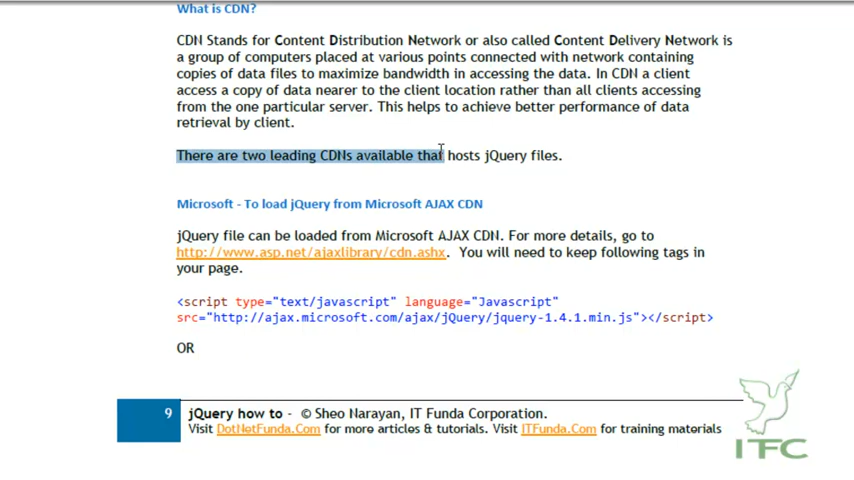 What is CDN?
CDN Stands for Content Distribution Network or also called Content Delivery Network is
a group of computers placed at various points connected with network containing
copies of data files to maximize bandwidth in accessing the data. In CDN a client
access a copy of data nearer to the client location rather than all clients accessing
from the one particular server. This helps to achieve better performance of data
retrieval by client.
There are two leading CDNs available that hosts jQuery files.
Microsoft - To load jQuery from Microsoft AJAX CDN
jQuery file can be loaded from Microsoft AJAX CDN. For more details, go to
http://www.asp.net/ajaxlibrary/cdn.ashx. You will need to keep following tags in
your page.
<script type="text/javascript" language="Javascript"
src="http://ajax.microsoft.com/ajax/jQuery/jquery-1.4.1.min.js"></script>
OR
9 jQuery how to - © Sheo Narayan, IT Funda Corporation.
Visit DotNetFunda.Com for more articles & tutorials. Visit ITFunda.Com for training materials
ITFC